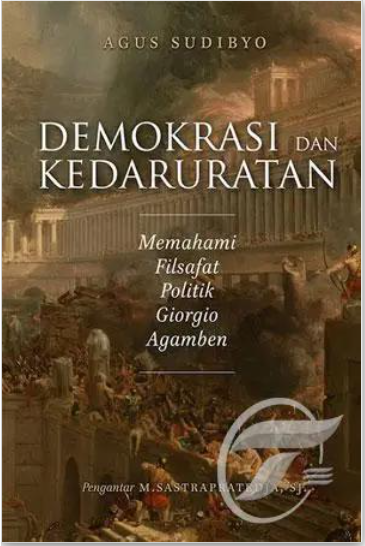 AGUS SUDIBYO
DEMOKRASI DAN
KEDARURATAN
Memahami
Filsafat
Politik
Giorgio
Agamben
Pengantar M.SASTRAPRATEDJA, SJ.